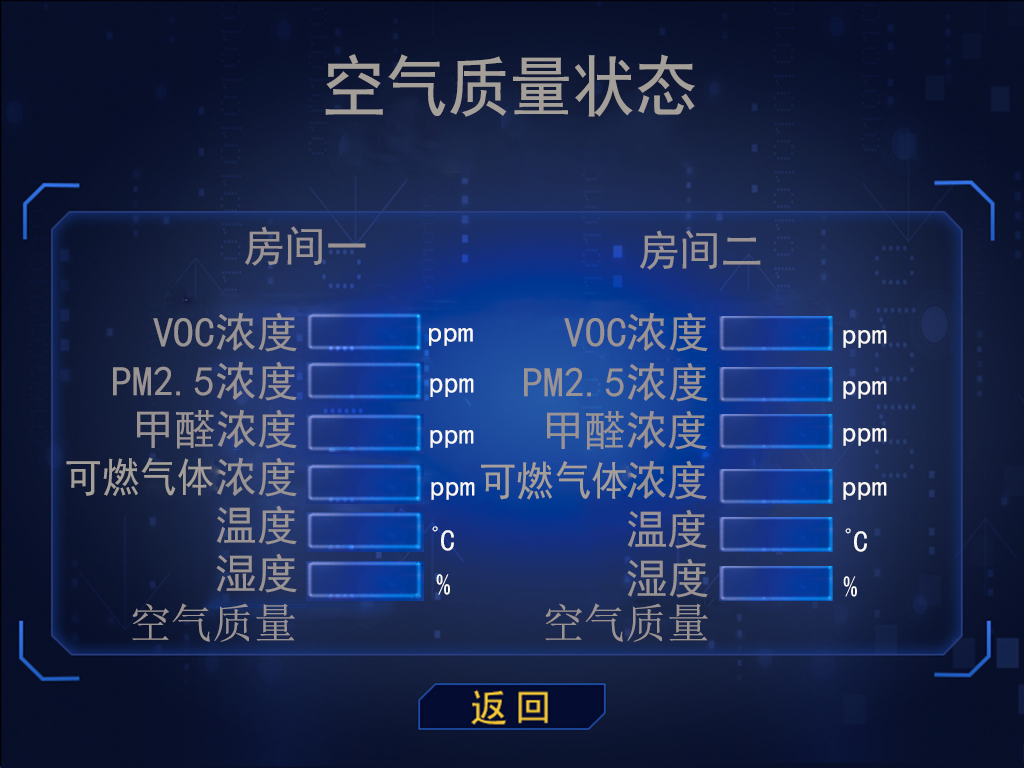 空气质量状态
房间一
VOC浓度 ppm
PM2.5浓度 ppm
甲醛浓度 ppm
可燃气体浓度 ppm
温度 ℃
湿度 %
空气质量
房间二
VOC浓度 ppm
PM2.5浓度 ppm
甲醛浓度 ppm
可燃气体浓度 ppm
温度 ℃
湿度 %
空气质量
返回